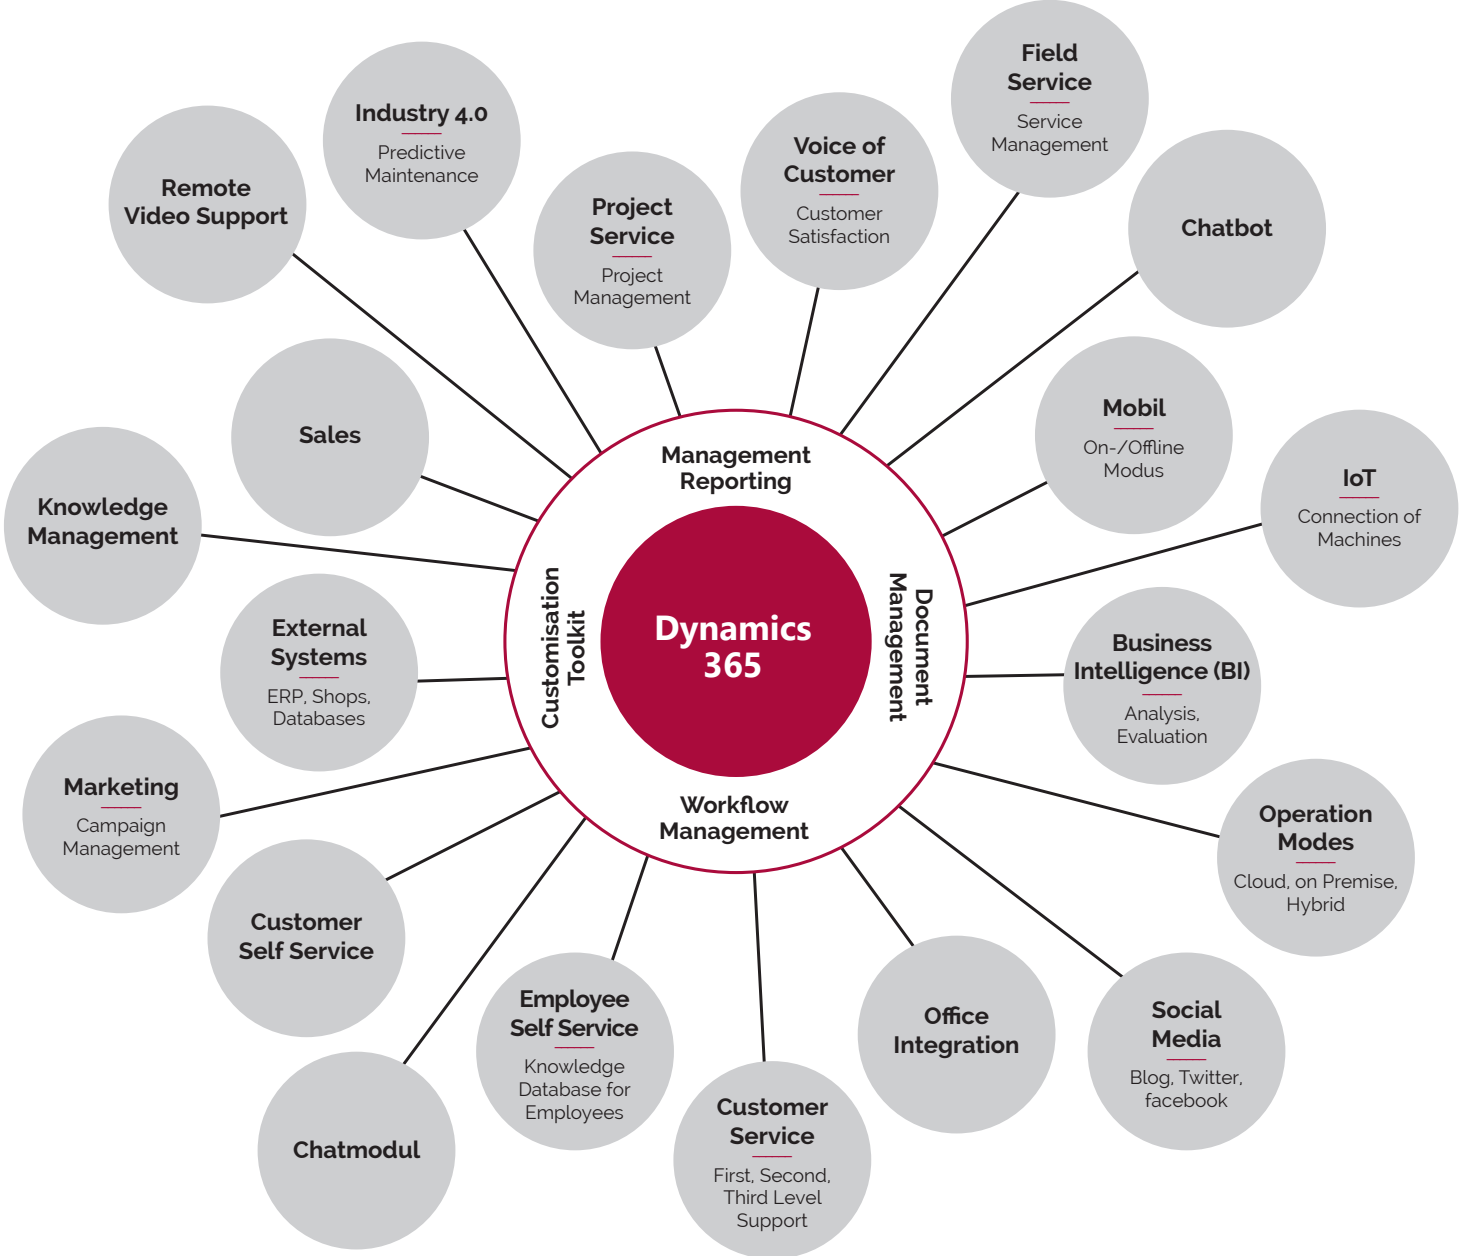 Field
Service
Service
Management
Industry 4.0
Predictive
Maintenance
Voice of
Customer
Customer
Satisfaction
Remote
Video Support
Project
Service
Project
Management
Chatbot
Sales
Mobil
On-/Offline
Modus
Knowledge
Management
IoT
Connection of
Machines
Management
Reporting
Customisation
Toolkit
Dynamics
365
Document
Management
Workflow
Management
External
Systems
ERP, Shops,
Databases
Business
Intelligence (BI)
Analysis,
Evaluation
Marketing
Campaign
Management
Operation
Modes
Cloud, on Premise,
Hybrid
Customer
Self Service
Employee
Self Service
Knowledge
Database for
Employees
Office
Integration
Social
Media
Blog, Twitter,
facebook
Chatmodul
Customer
Service
First, Second,
Third Level
Support